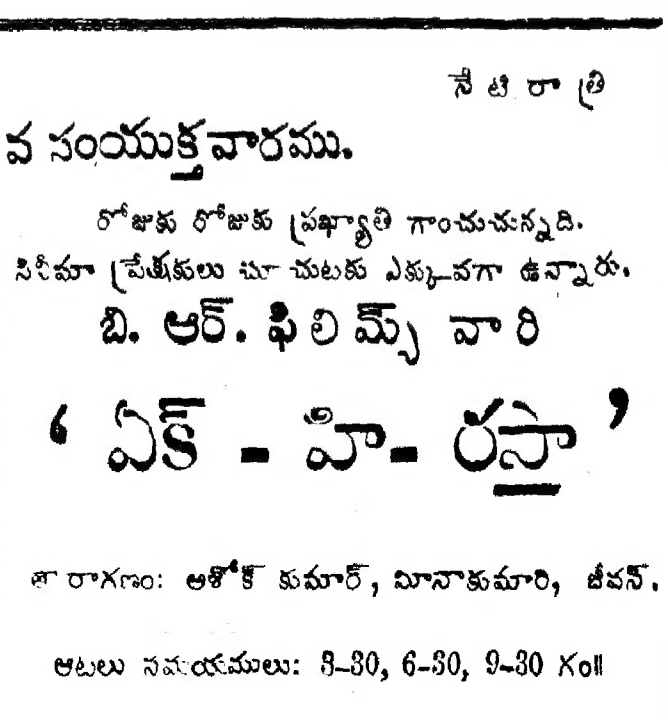 నేటిరాత్రి
వ సంయుక్తవారము.
రోజుకు రోజుకు ప్రఖ్యాతి గాంచుచున్నది.
సినీమా ప్రేక్షకులు చూచుటకు ఎక్కువగా ఉన్నారు.
బి. ఆర్. ఫిలిమ్స్ వారి
‘ ఏక్ - హి - రస్తా ’
తారాగణం: అశోక్ కుమార్, మీనాకుమారి, జీవన్.
ఆటలు సమయములు: 3-30, 6-30, 9-30 గం॥